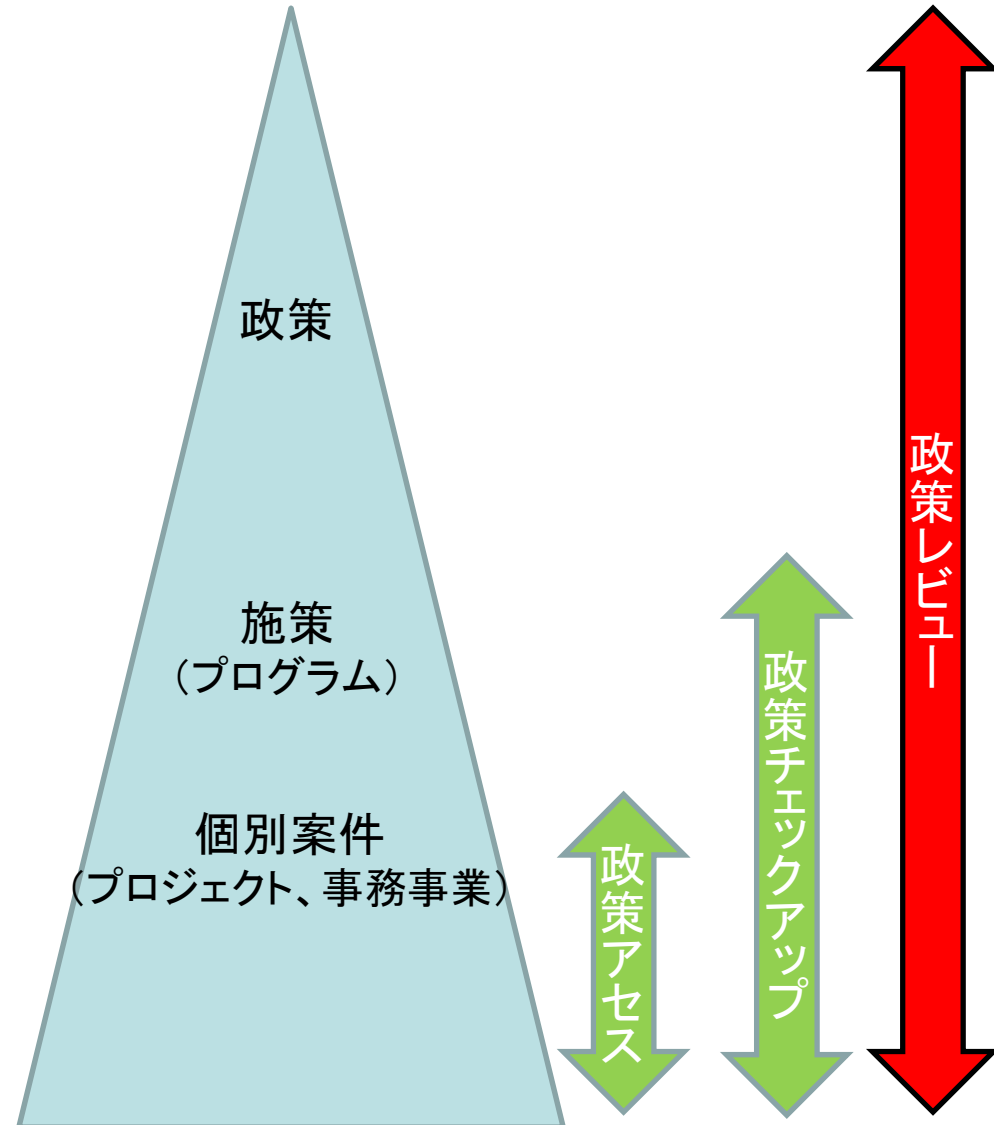 政策
施策
（プログラム）
個別案件
（プロジェクト、事務事業）
政策アセス
政策チェックアップ
政策レビュー